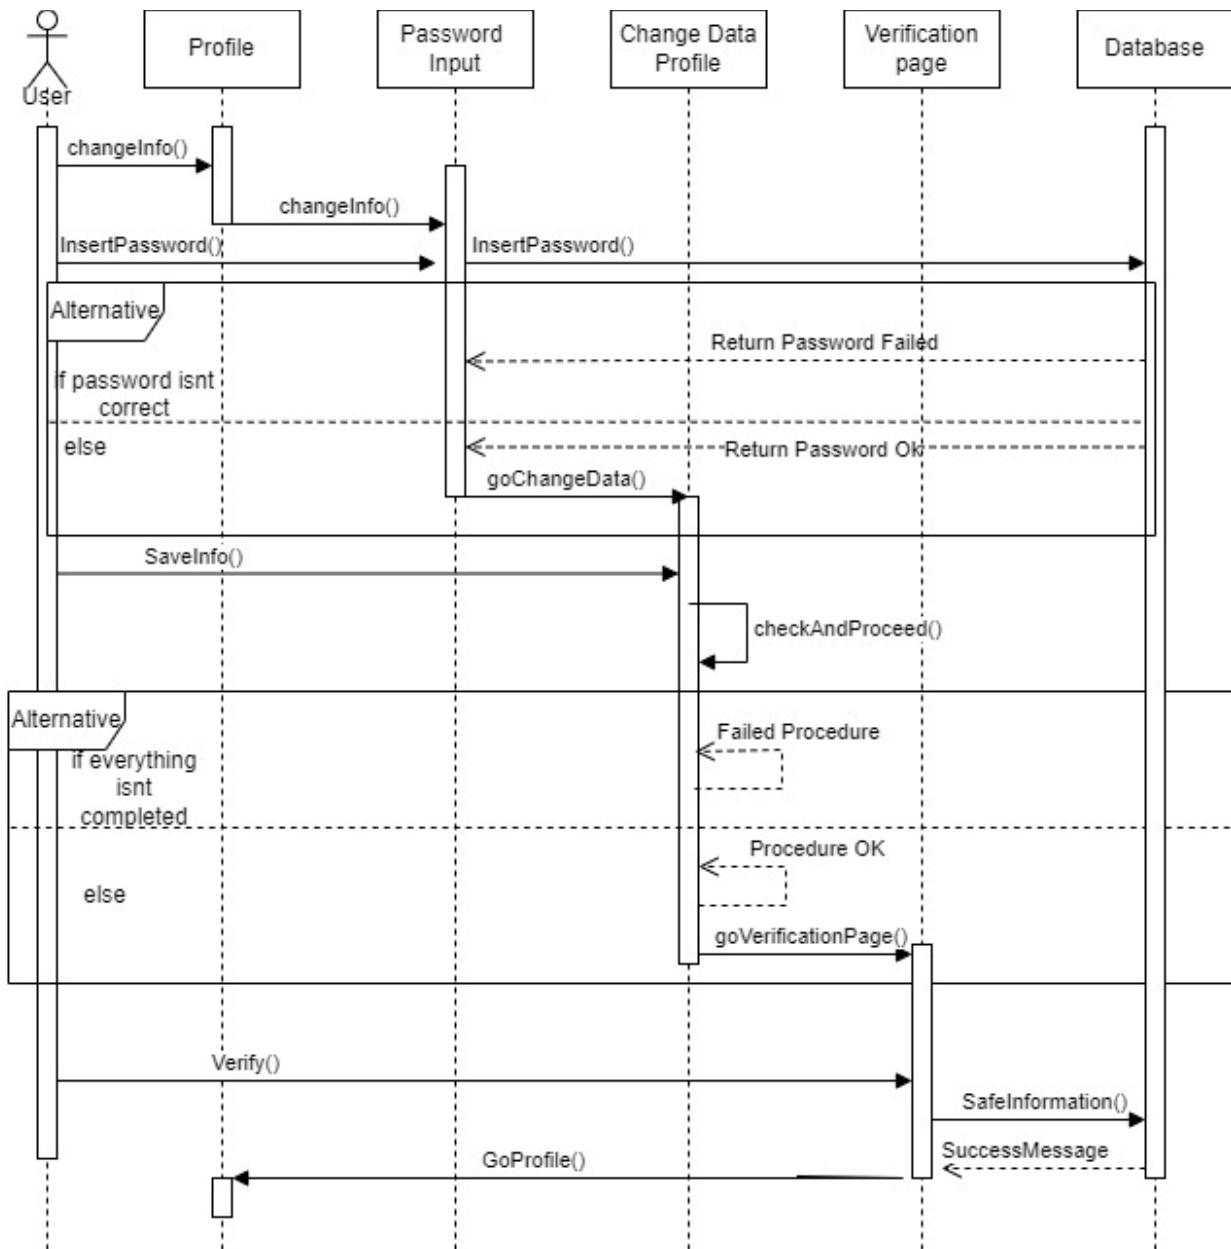 User
Profile
Password
Input
Change Data
Profile
Verification
page
Database
changeInfo()
changeInfo()
InsertPassword()
InsertPassword()
Alternative
Return Password Failed
if password isnt
correct
else
Return Password Ok
goChangeData()
SaveInfo()
checkAndProceed()
Alternative
Failed Procedure
if everything
isnt
completed
Procedure OK
else
goVerificationPage()
Verify()
SafeInformation()
SuccessMessage
GoProfile()